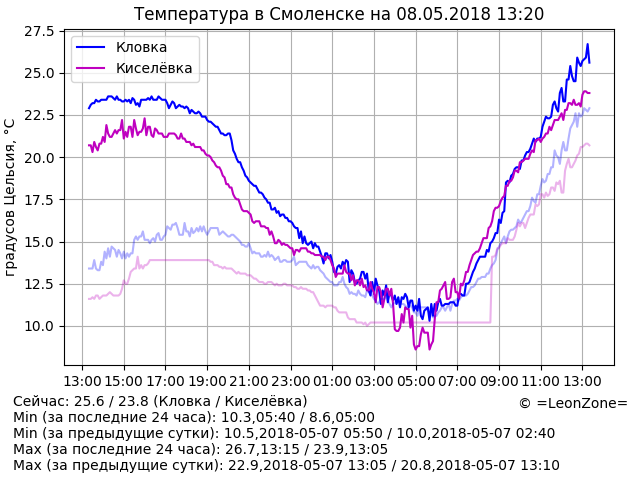 Температура в Смоленске на 08.05.2018 13:20
27.5
25.0
22.5
20.0
17.5
15.0
12.5
10.0
градусов Цельсия, °C
Кловка
Киселёвка
13:00 15:00 17:00 19:00 21:00 23:00 01:00 03:00 05:00 07:00 09:00 11:00 13:00
Сейчас: 25.6 / 23.8 (Кловка / Киселёвка)
© =LeonZone=
Min (за последние 24 часа): 10.3,05:40 / 8.6,05:00
Min (за предыдущие сутки): 10.5,2018-05-07 05:50 / 10.0,2018-05-07 02:40
Max (за последние 24 часа): 26.7,13:15 / 23.9,13:05
Max (за предыдущие сутки): 22.9,2018-05-07 13:05 / 20.8,2018-05-07 13:10